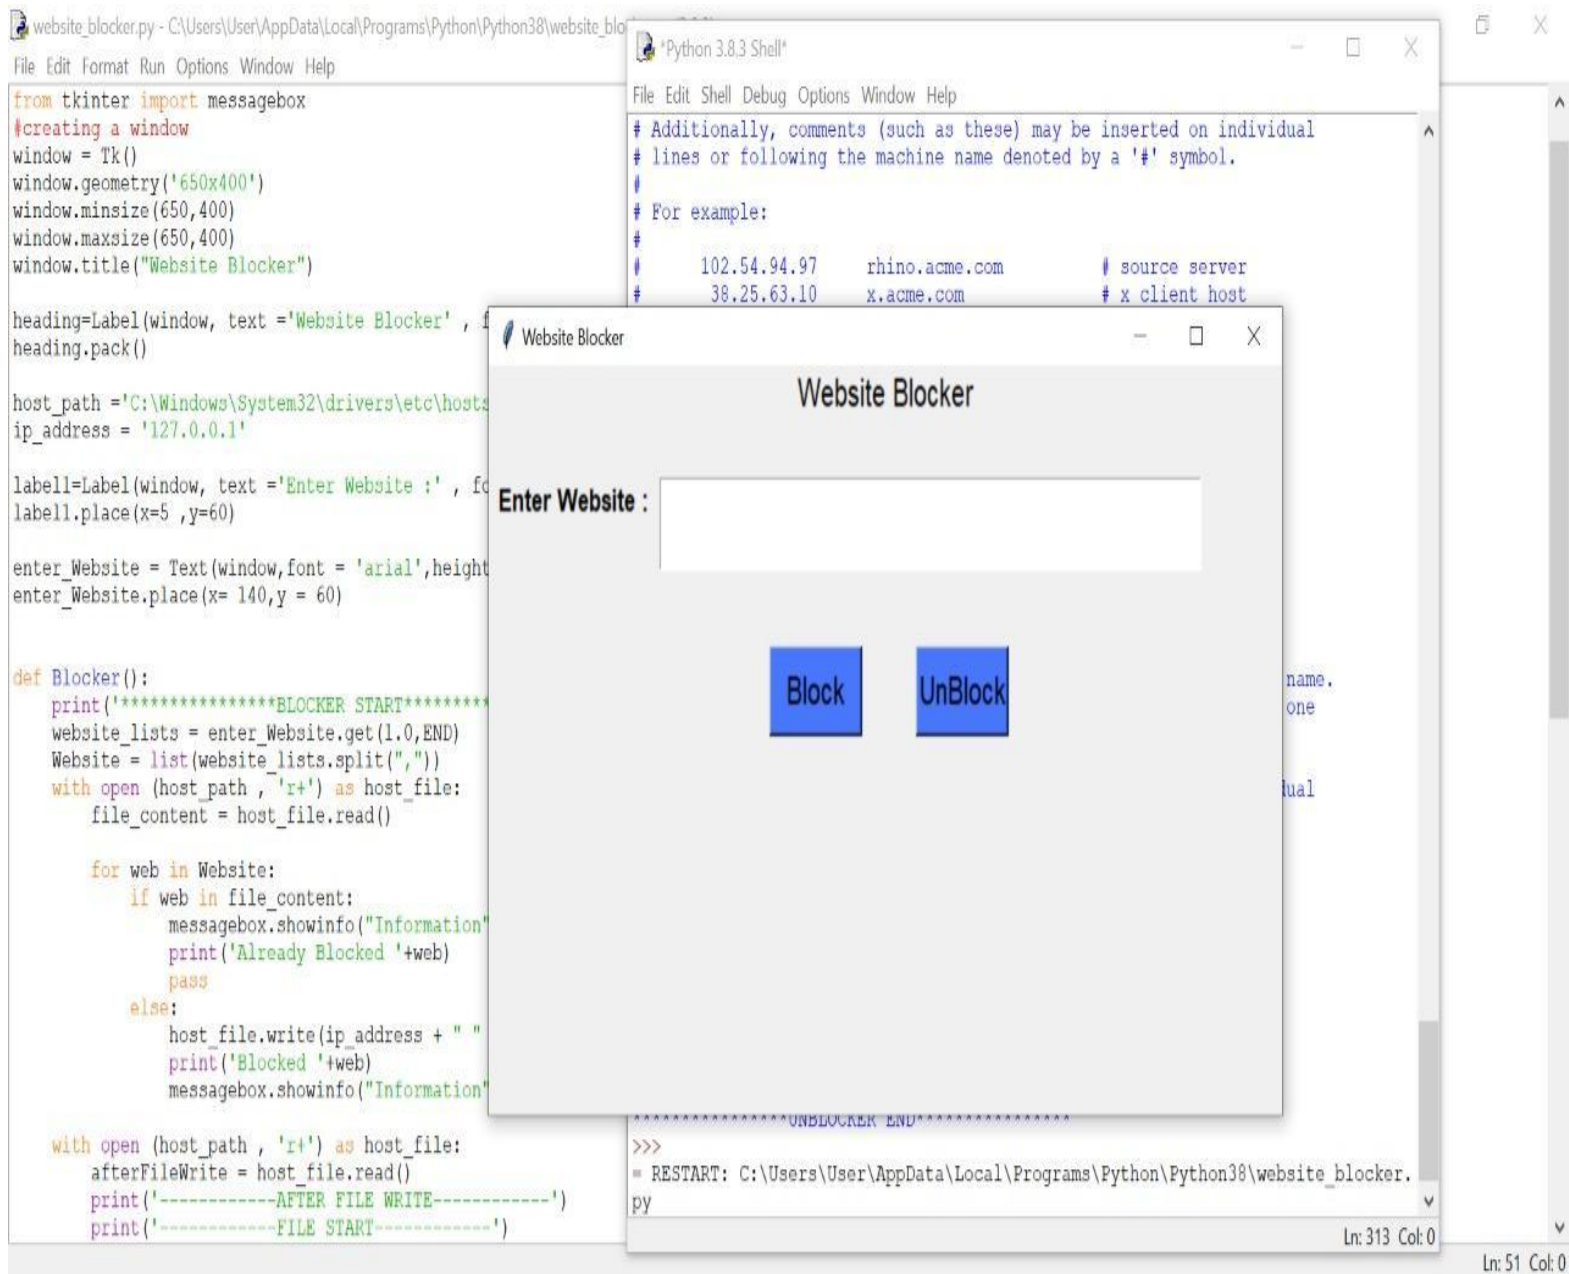 website_blocker.py - C:\Users\User\AppData\Local\Programs\Python\Python38\website_blo
File Edit Format Run Options Window Help
from tkinter import messagebox
#creating a window
window = Tk()
window.geometry('650x400')
window.minsize(650,400)
window.maxsize(650,400)
window.title("Website Blocker")
heading=Label(window, text ='Website Blocker' , f
heading.pack()
host_path ='C:\Windows\System32\drivers\etc\hosts
ip_address = '127.0.0.1'
label1=Label(window, text ='Enter Website :' , fo
label1.place(x=5 ,y=60)
enter_Website = Text(window,font = 'arial',height
enter_Website.place(x= 140,y = 60)
def Blocker():
    print('****************BLOCKER START*********
    website_lists = enter_Website.get(1.0,END)
    Website = list(website_lists.split(","))
    with open (host_path , 'r+') as host_file:
        file_content = host_file.read()
        for web in Website:
            if web in file_content:
                messagebox.showinfo("Information"
                print('Already Blocked '+web)
                pass
            else:
                host_file.write(ip_address + " "
                print('Blocked '+web)
                messagebox.showinfo("Information"
    with open (host_path , 'r+') as host_file:
        afterFileWrite = host_file.read()
        print('------------AFTER FILE WRITE------------')
        print('------------FILE START------------')
Ln: 51 Col: 0
*Python 3.8.3 Shell*
File Edit Shell Debug Options Window Help
# Additionally, comments (such as these) may be inserted on individual
# lines or following the machine name denoted by a '#' symbol.
#
# For example:
#
#      102.54.94.97     rhino.acme.com          # source server
#       38.25.63.10     x.acme.com              # x client host
name.
one
dual
****************UNBLOCKER END****************
>>>
= RESTART: C:\Users\User\AppData\Local\Programs\Python\Python38\website_blocker.
py
Ln: 313 Col: 0
Website Blocker
Website Blocker
Enter Website :
Block UnBlock